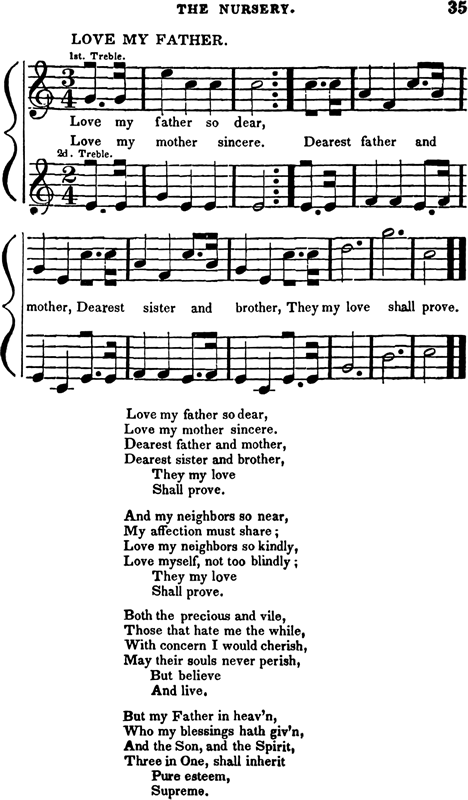 THE NURSERY. 35
LOVE MY FATHER.
1st. Treble.
3
4
Love my father so dear,
Love my mother sincere. Dearest father and
2d. Treble.
2
4
mother, Dearest sister and brother, They my love shall prove.
Love my father so dear,
Love my mother sincere.
Dearest father and mother,
Dearest sister and brother,
They my love
Shall prove.
And my neighbors so near,
My affection must share;
Love my neighbors so kindly,
Love myself, not too blindly;
They my love
Shall prove.
Both the precious and vile,
Those that hate me the while,
With concern I would cherish,
May their souls never perish,
But believe
And live.
But my Father in heav'n,
Who my blessings hath giv'n,
And the Son, and the Spirit,
Three in One, shall inherit
Pure esteem,
Supreme.